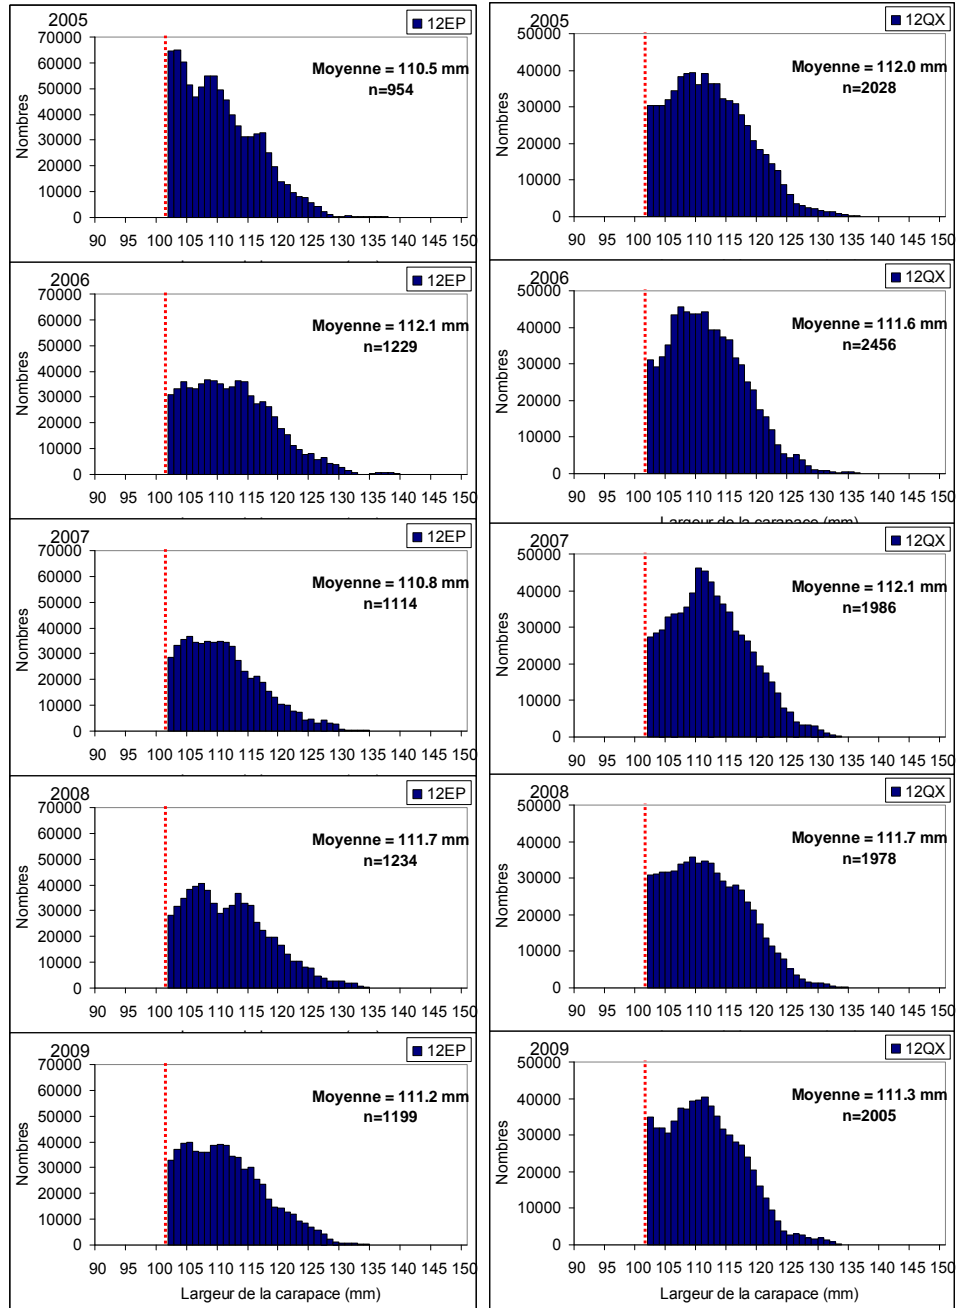 2005
12EP
70000
60000
50000
40000
30000
20000
10000
0
Nombres
Moyenne = 110.5 mm
n=954
90 95 100 105 110 115 120 125 130 135 140 145 150
2006
12EP
70000
60000
50000
40000
30000
20000
10000
0
Nombres
Moyenne = 112.1 mm
n=1229
90 95 100 105 110 115 120 125 130 135 140 145 150
2007
12EP
70000
60000
50000
40000
30000
20000
10000
0
Nombres
Moyenne = 110.8 mm
n=1114
90 95 100 105 110 115 120 125 130 135 140 145 150
2008
12EP
70000
60000
50000
40000
30000
20000
10000
0
Nombres
Moyenne = 111.7 mm
n=1234
90 95 100 105 110 115 120 125 130 135 140 145 150
2009
12EP
70000
60000
50000
40000
30000
20000
10000
0
Nombres
Moyenne = 111.2 mm
n=1199
90 95 100 105 110 115 120 125 130 135 140 145 150
Largeur de la carapace (mm)
2005
12QX
50000
40000
30000
20000
10000
0
Nombres
Moyenne = 112.0 mm
n=2028
90 95 100 105 110 115 120 125 130 135 140 145 150
2006
12QX
50000
40000
30000
20000
10000
0
Nombres
Moyenne = 111.6 mm
n=2456
90 95 100 105 110 115 120 125 130 135 140 145 150
Largeur de la carapace (mm)
2007
12QX
50000
40000
30000
20000
10000
0
Nombres
Moyenne = 112.1 mm
n=1986
90 95 100 105 110 115 120 125 130 135 140 145 150
2008
12QX
50000
40000
30000
20000
10000
0
Nombres
Moyenne = 111.7 mm
n=1978
90 95 100 105 110 115 120 125 130 135 140 145 150
2009
12QX
50000
40000
30000
20000
10000
0
Nombres
Moyenne = 111.3 mm
n=2005
90 95 100 105 110 115 120 125 130 135 140 145 150
Largeur de la carapace (mm)